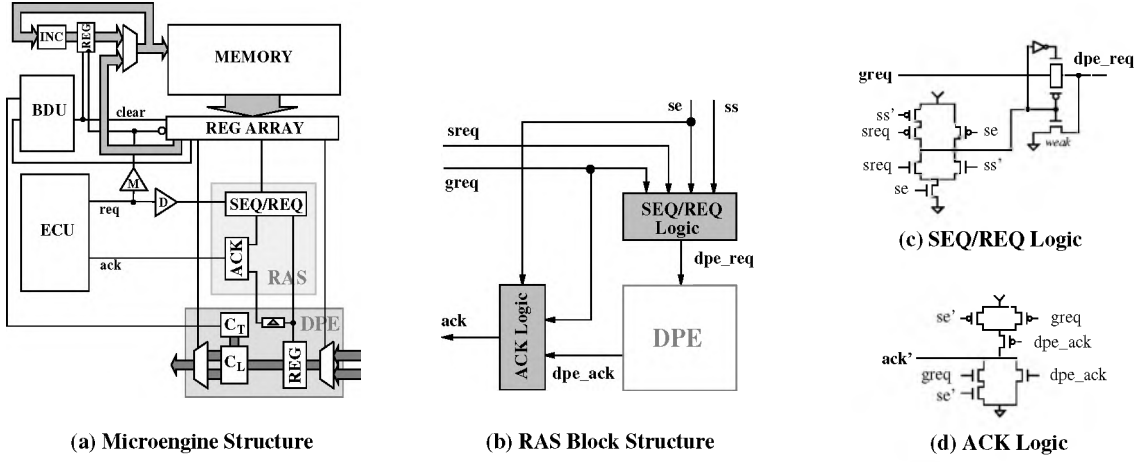 INC
REG
MEMORY
BDU
clear
REG ARRAY
M
req
D
SEQ/REQ
ECU
ACK
ack
RAS
DPE
C_T
C_L
REG
(a) Microengine Structure
se
ss
sreq
greq
SEQ/REQ
Logic
dpe_req
ACK Logic
ack
DPE
dpe_ack
(b) RAS Block Structure
greq
dpe_req
ss'
sreq
se
weak
sreq
ss'
se
(c) SEQ/REQ Logic
se'
greq
dpe_ack
ack'
greq
dpe_ack
se'
(d) ACK Logic